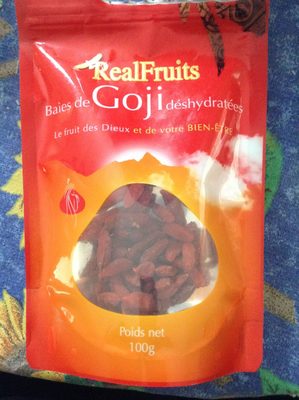 RealFruits
Baies de Goji déshydratées
Le fruit des Dieux et de votre BIEN-ÊTRE
Poids net
100g